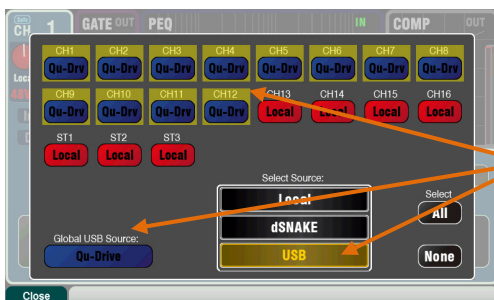 Safe
CH 1 GATE OUT PEQ IN COMP OUT
CH1 CH2 CH3 CH4 CH5 CH6 CH7 CH8
Qu-Drv Qu-Drv Qu-Drv Qu-Drv Qu-Drv Qu-Drv Qu-Drv Qu-Drv
CH9 CH10 CH11 CH12 CH13 CH14 CH15 CH16
Qu-Drv Qu-Drv Qu-Drv Qu-Drv Local Local Local Local
ST1 ST2 ST3
Local Local Local
Select Source:
Local
Select
All
dSNAKE
Global USB Source:
Qu-Drive
USB
None
Close